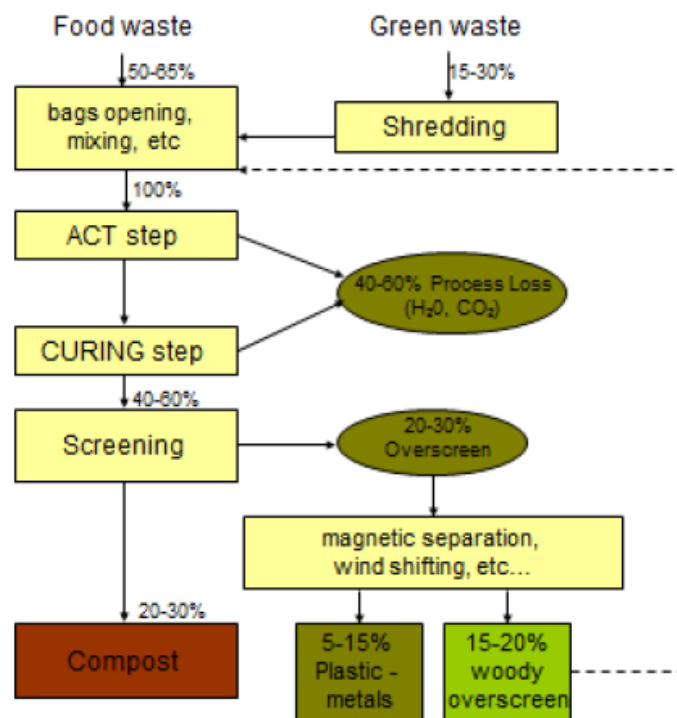 Food waste
Green waste
50-65%
15-30%
bags opening,
mixing, etc
Shredding
100%
ACT step
40-60% Process Loss
(H₂0, CO₂)
CURING step
40-60%
Screening
20-30%
Overscreen
magnetic separation,
wind shifting, etc...
20-30%
Compost
5-15%
Plastic -
metals
15-20%
woody
overscreen